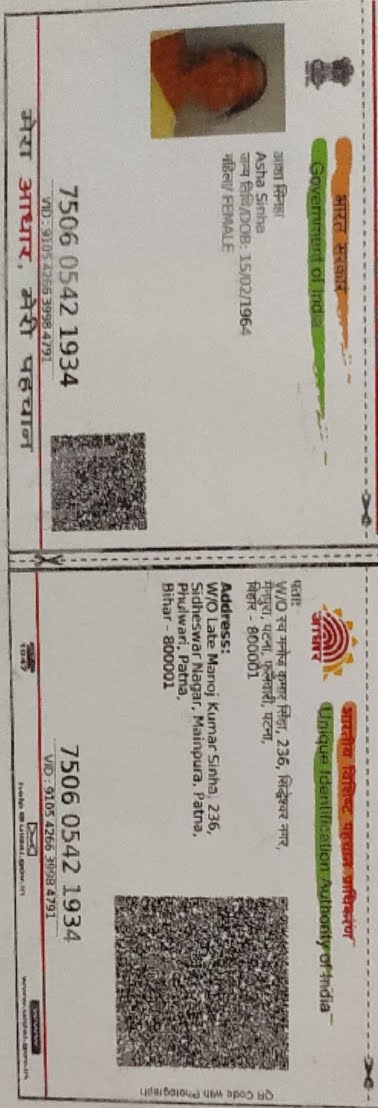 भारत सरकार
Government of India
आशा सिन्हा
Asha Sinha
जन्म तिथि/DOB: 15/02/1964
महिला/ FEMALE
7506 0542 1934
VID : 9105 4266 3998 4791
मेरा आधार, मेरी पहचान
भारतीय विशिष्ट पहचान प्राधिकरण
Unique Identification Authority of India
आधार
पता:
W/O स्व मनोज कुमार सिंहा, 236, सिद्धेश्वर नगर,
मैनपुरा, पटना, फुलवारी, पटना,
बिहार - 800001
Address:
W/O Late Manoj Kumar Sinha, 236,
Sidheswar Nagar, Mainpura, Patna,
Phulwari, Patna,
Bihar - 800001
QR Code with Photograph
7506 0542 1934
VID : 9105 4266 3998 4791
1947
help@uidai.gov.in
www.uidai.gov.in